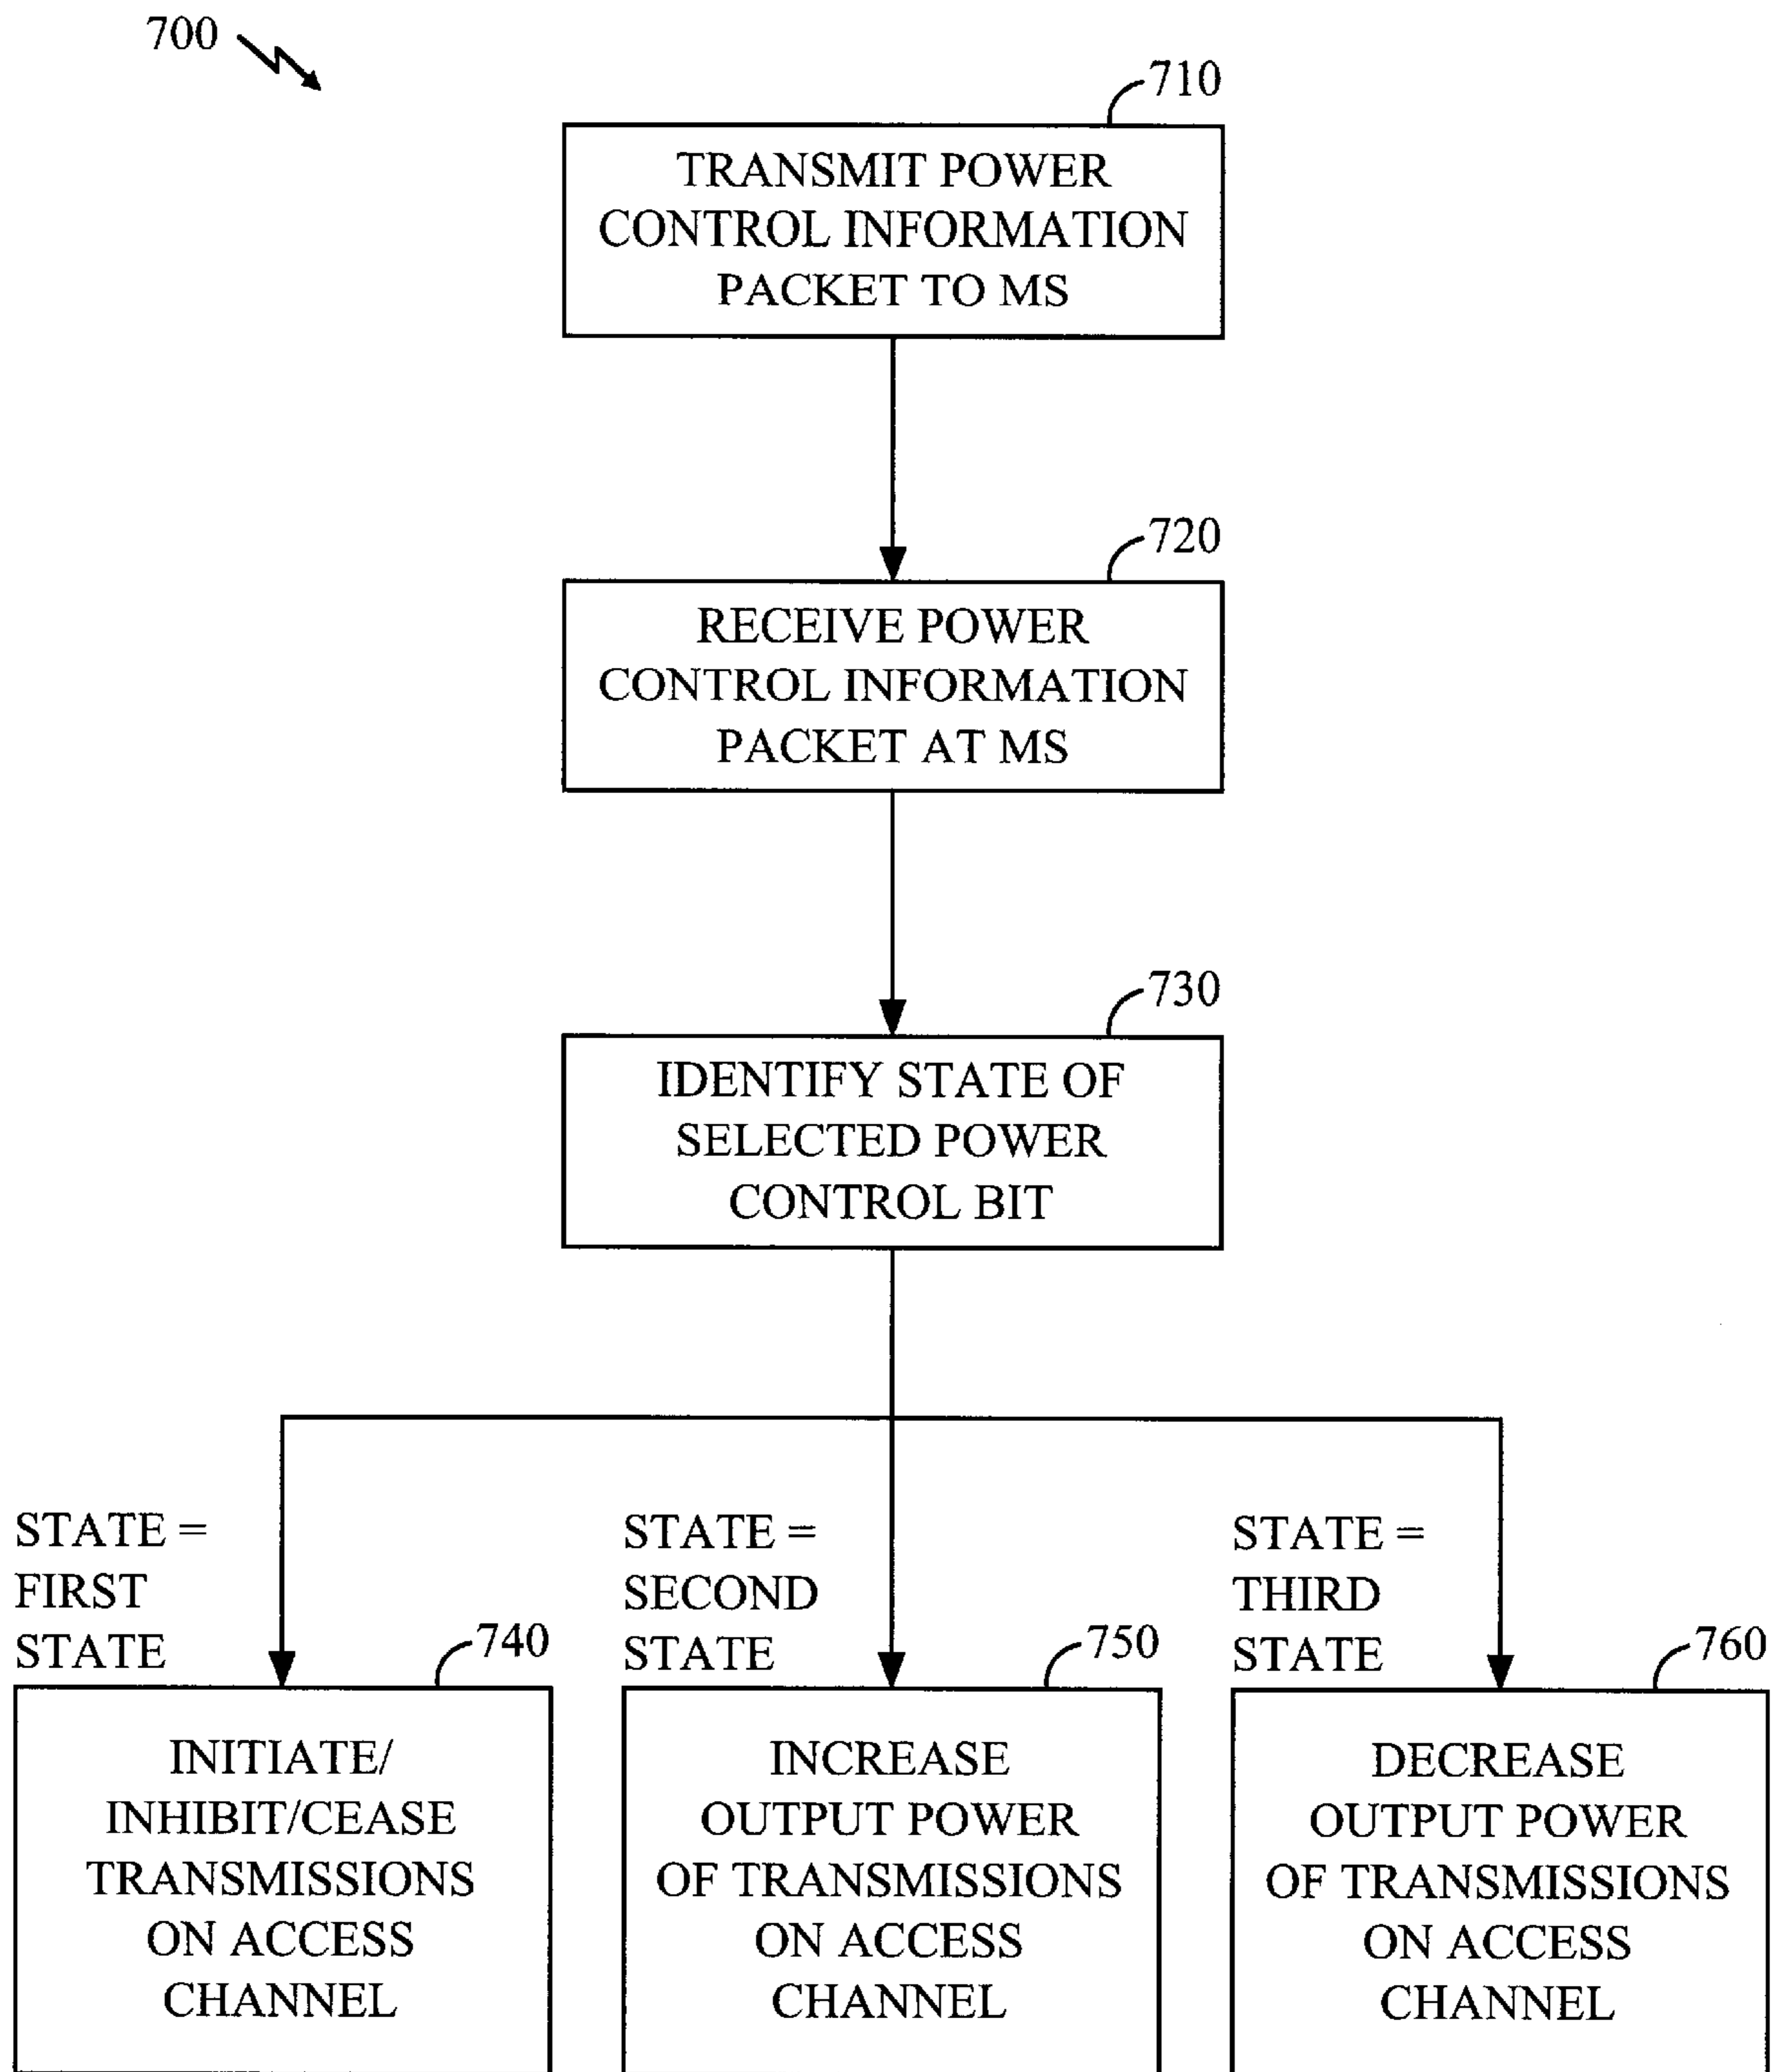 700
710
TRANSMIT POWER
CONTROL INFORMATION
PACKET TO MS
720
RECEIVE POWER
CONTROL INFORMATION
PACKET AT MS
730
IDENTIFY STATE OF
SELECTED POWER
CONTROL BIT
STATE =
FIRST
STATE
740
INITIATE/
INHIBIT/CEASE
TRANSMISSIONS
ON ACCESS
CHANNEL
STATE =
SECOND
STATE
750
INCREASE
OUTPUT POWER
OF TRANSMISSIONS
ON ACCESS
CHANNEL
STATE =
THIRD
STATE
760
DECREASE
OUTPUT POWER
OF TRANSMISSIONS
ON ACCESS
CHANNEL